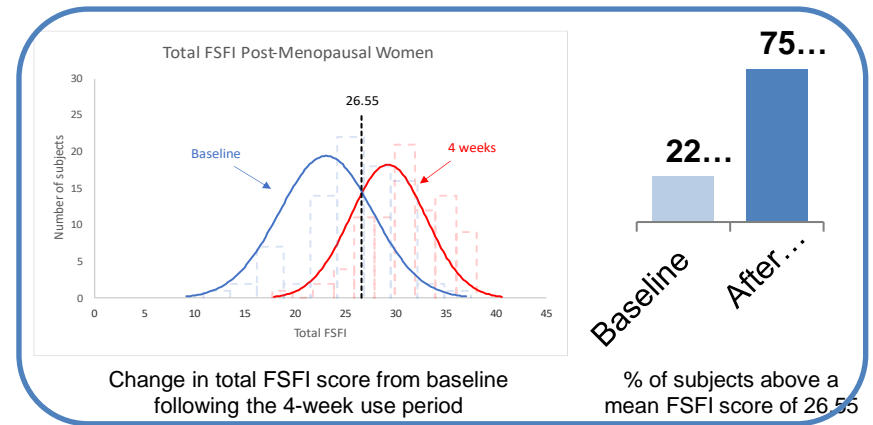 Total FSFI Post-Menopausal Women
30
25
20
15
10
5
0
Number of subjects
26.55
Baseline
4 weeks
0 5 10 15 20 25 30 35 40 45
Total FSFI
Change in total FSFI score from baseline
following the 4-week use period
75…
22…
Baseline
After…
% of subjects above a
mean FSFI score of 26.55